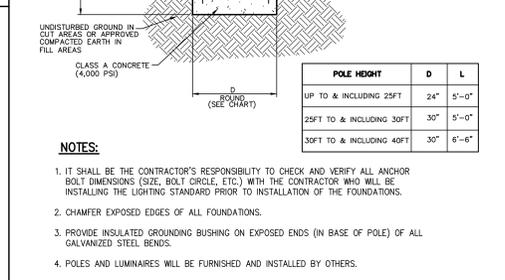 UNDISTURBED GROUND IN
CUT AREAS OR APPROVED
COMPACTED EARTH IN
FILL AREAS
CLASS A CONCRETE
(4,000 PSI)
D
ROUND
(SEE CHART)
POLE HEIGHT D L
UP TO & INCLUDING 25FT 24" 5'-0"
25FT TO & INCLUDING 30FT 30" 5'-0"
30FT TO & INCLUDING 40FT 30" 6'-6"
NOTES:
1. IT SHALL BE THE CONTRACTOR'S RESPONSIBILITY TO CHECK AND VERIFY ALL ANCHOR
BOLT DIMENSIONS (SIZE, BOLT CIRCLE, ETC.) WITH THE CONTRACTOR WHO WILL BE
INSTALLING THE LIGHTING STANDARD PRIOR TO INSTALLATION OF THE FOUNDATIONS.
2. CHAMFER EXPOSED EDGES OF ALL FOUNDATIONS.
3. PROVIDE INSULATED GROUNDING BUSHING ON EXPOSED ENDS (IN BASE OF POLE) OF ALL
GALVANIZED STEEL BENDS.
4. POLES AND LUMINAIRES WILL BE FURNISHED AND INSTALLED BY OTHERS.